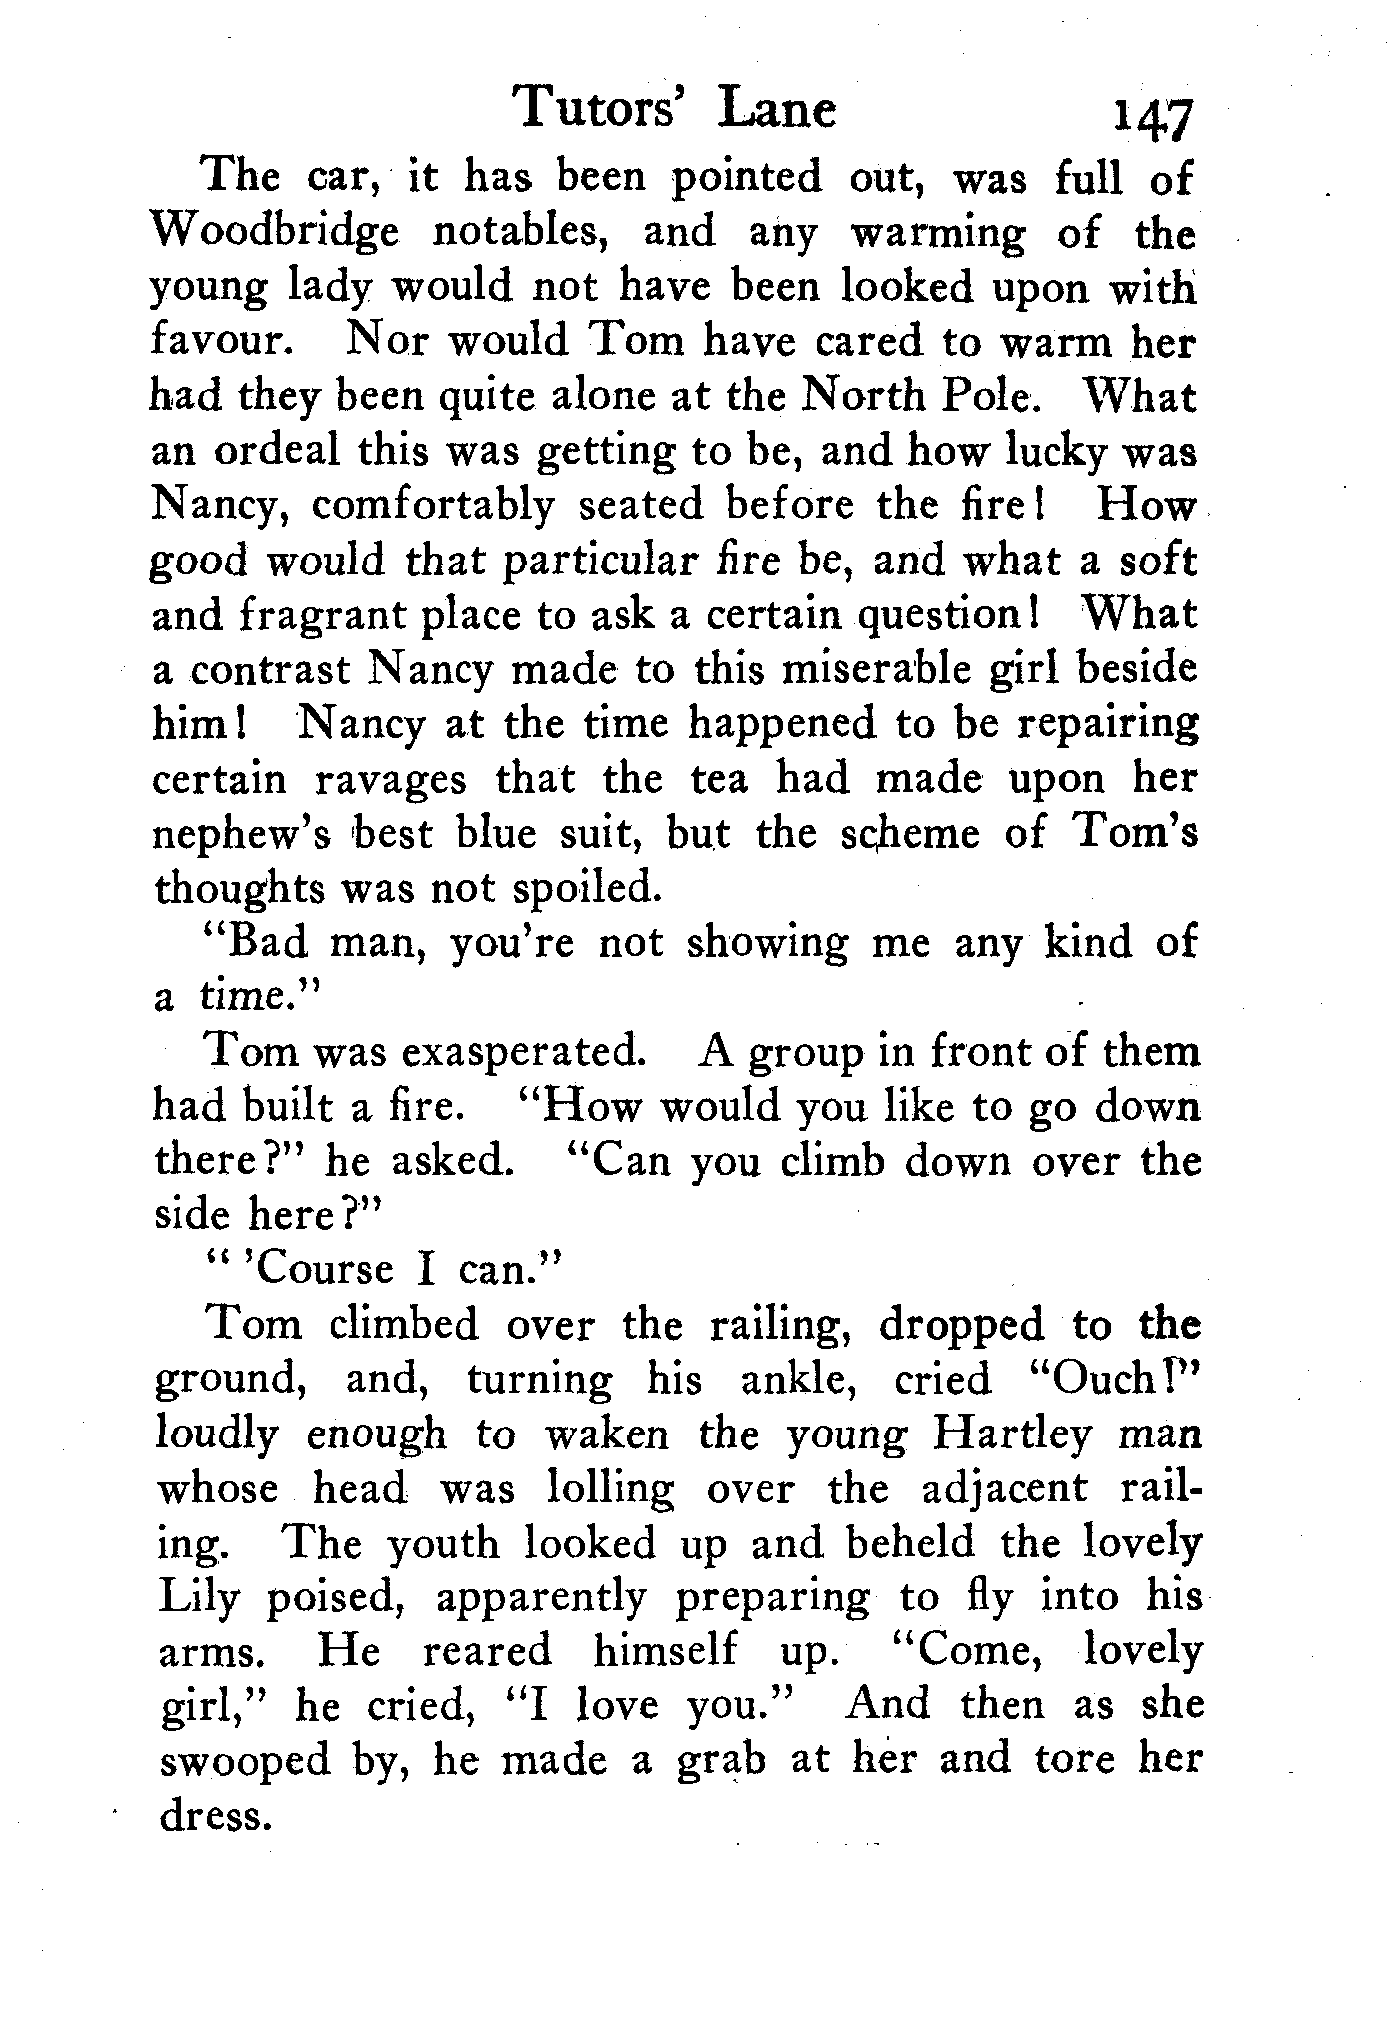 Tutors' Lane 147
The car, it has been pointed out, was full of
Woodbridge notables, and any warming of the
young lady would not have been looked upon with
favour. Nor would Tom have cared to warm her
had they been quite alone at the North Pole. What
an ordeal this was getting to be, and how lucky was
Nancy, comfortably seated before the fire! How
good would that particular fire be, and what a soft
and fragrant place to ask a certain question! What
a contrast Nancy made to this miserable girl beside
him! Nancy at the time happened to be repairing
certain ravages that the tea had made upon her
nephew's best blue suit, but the scheme of Tom's
thoughts was not spoiled.
"Bad man, you're not showing me any kind of
a time."
Tom was exasperated. A group in front of them
had built a fire. "How would you like to go down
there?" he asked. "Can you climb down over the
side here?"
" 'Course I can."
Tom climbed over the railing, dropped to the
ground, and, turning his ankle, cried "Ouch!"
loudly enough to waken the young Hartley man
whose head was lolling over the adjacent rail-
ing. The youth looked up and beheld the lovely
Lily poised, apparently preparing to fly into his
arms. He reared himself up. "Come, lovely
girl," he cried, "I love you." And then as she
swooped by, he made a grab at her and tore her
dress.